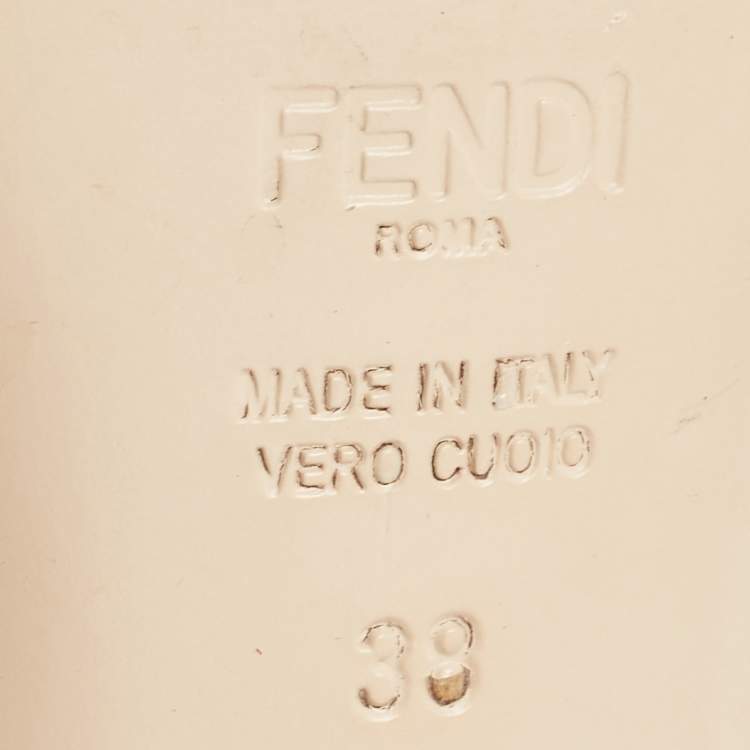 FENDI
ROMA
MADE IN ITALY
VERO CUOIO
38